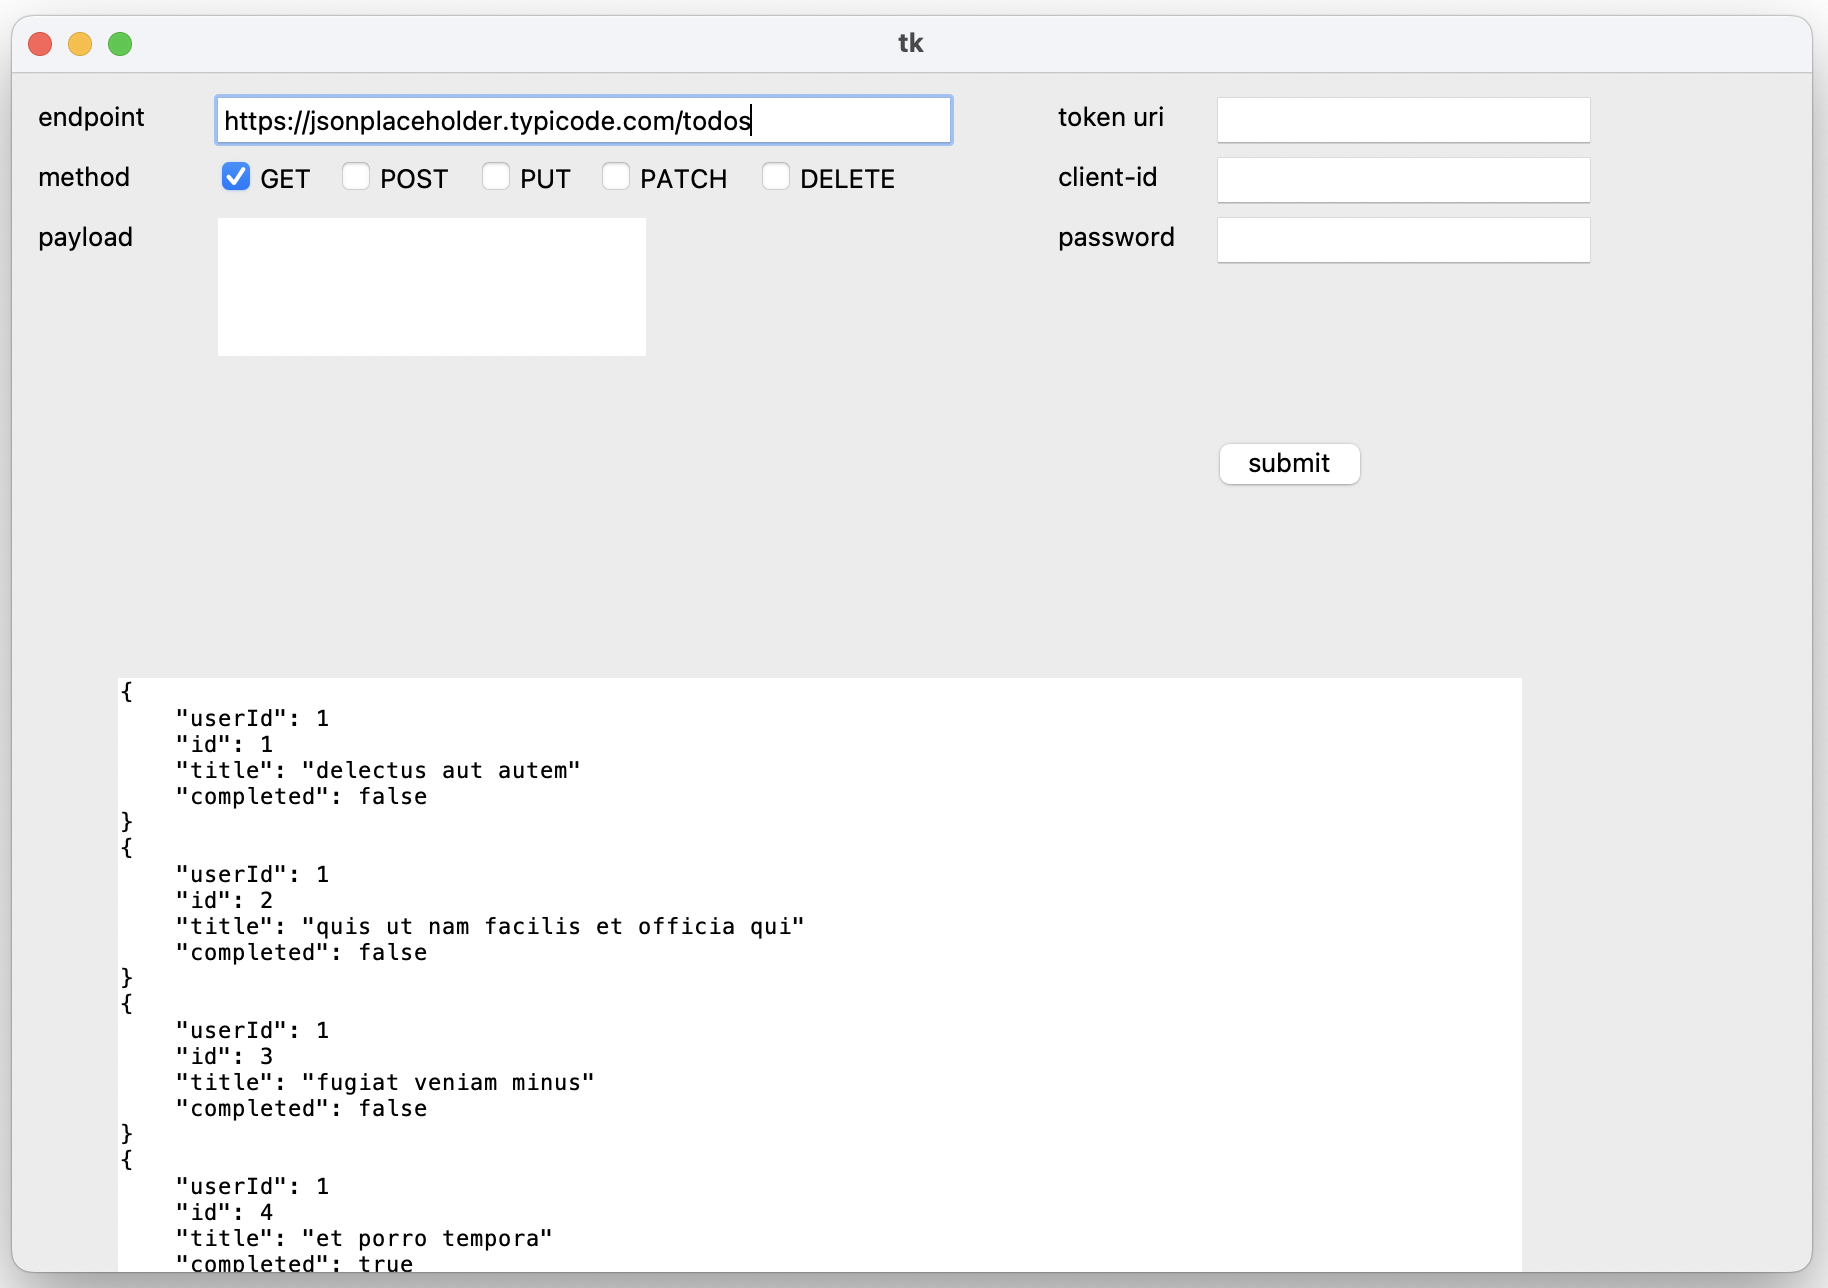 tk
endpoint https://jsonplaceholder.typicode.com/todos token uri
method GET POST PUT PATCH DELETE client-id
payload password
submit
{
    "userId": 1
    "id": 1
    "title": "delectus aut autem"
    "completed": false
}
{
    "userId": 1
    "id": 2
    "title": "quis ut nam facilis et officia qui"
    "completed": false
}
{
    "userId": 1
    "id": 3
    "title": "fugiat veniam minus"
    "completed": false
}
{
    "userId": 1
    "id": 4
    "title": "et porro tempora"
    "completed": true